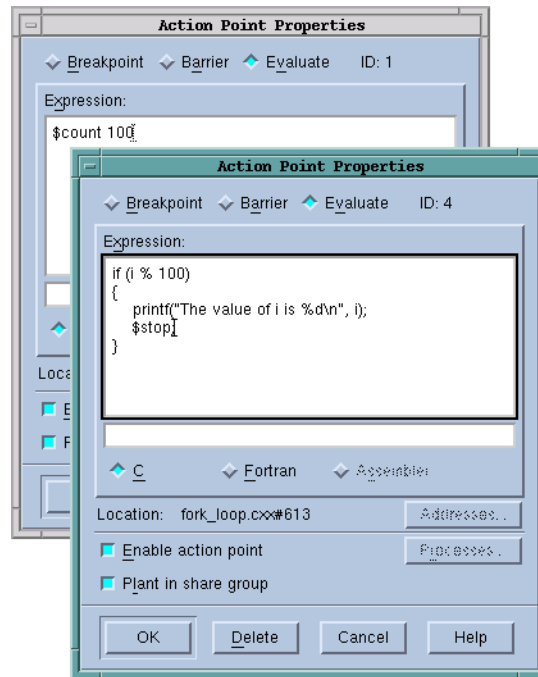 Action Point Properties
Breakpoint Barrier Evaluate ID: 1
Expression:
$count 100
Loca
E
F
Action Point Properties
Breakpoint Barrier Evaluate ID: 4
Expression:
if (i % 100)
{
printf("The value of i is %d\n", i);
$stop;
}
C Fortran Assembler
Location: fork_loop.cxx#613 Addresses...
Enable action point Processes...
Plant in share group
OK Delete Cancel Help